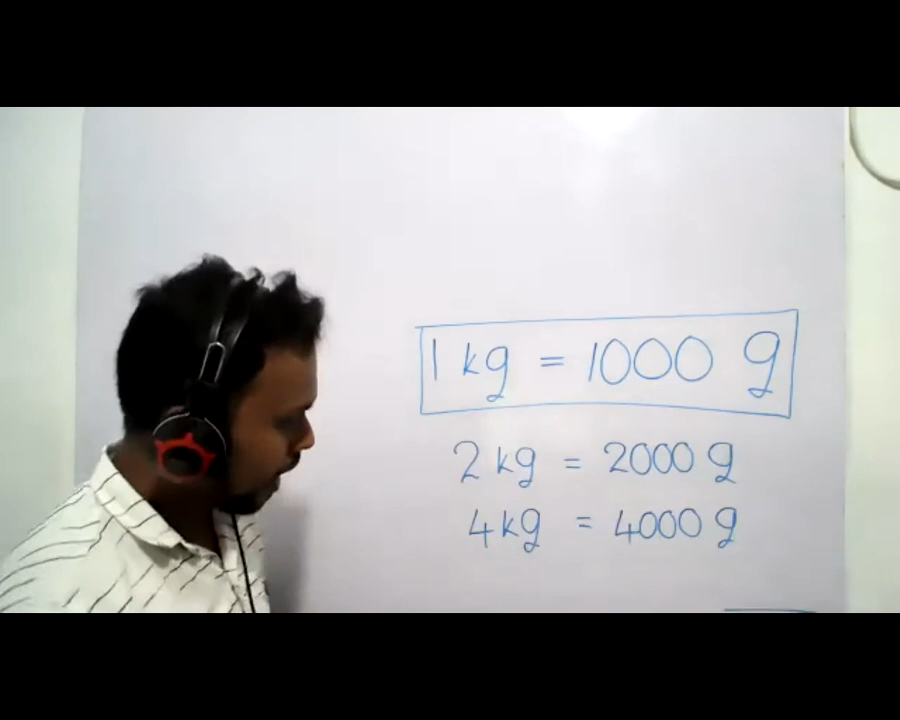 1 kg = 1000 g
2 kg = 2000 g
4 kg = 4000 g